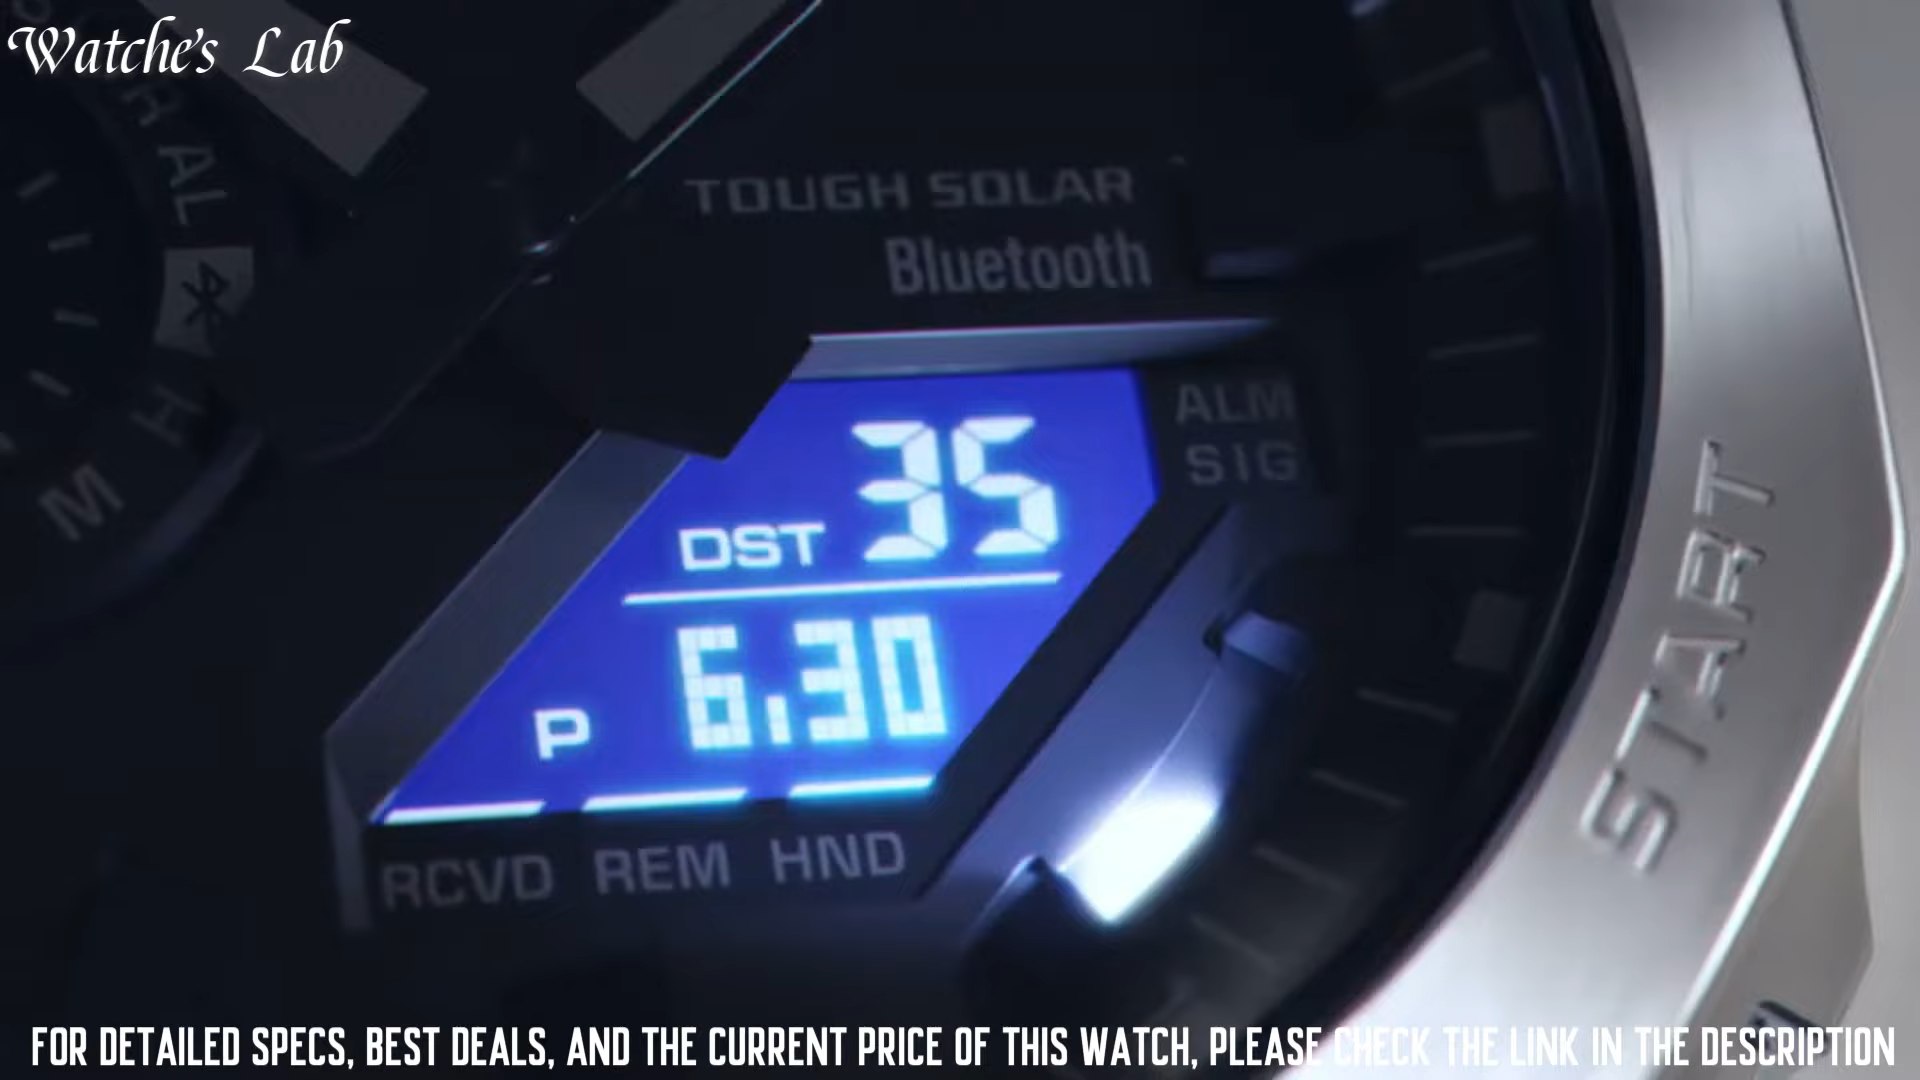 Watche's Lab
H AL
H
M
TOUGH SOLAR
Bluetooth
ALM
SIG
DST 35
P 6.30
RCVD REM HND
START
FOR DETAILED SPECS, BEST DEALS, AND THE CURRENT PRICE OF THIS WATCH, PLEASE CHECK THE LINK IN THE DESCRIPTION